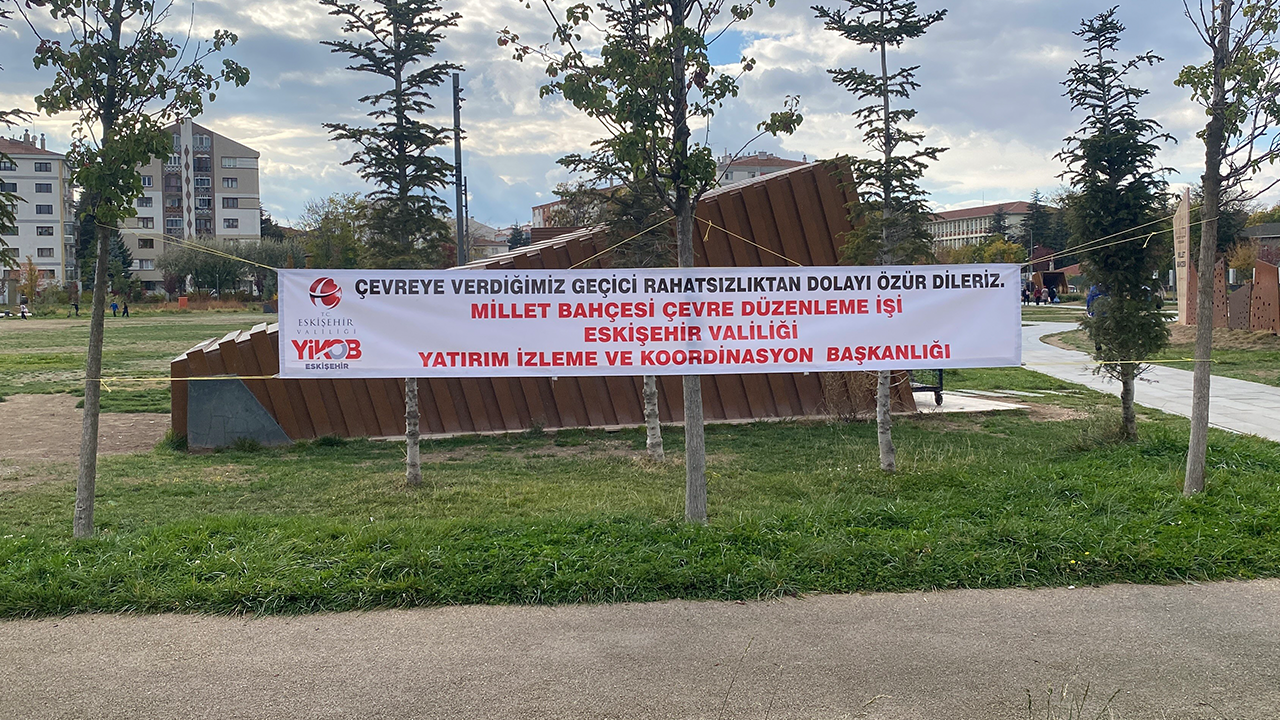 ÇEVREYE VERDİĞİMİZ GEÇİCİ RAHATSIZLIKTAN DOLAYI ÖZÜR DİLERİZ.
MİLLET BAHÇESİ ÇEVRE DÜZENLEME İŞİ
ESKİŞEHİR VALİLİĞİ
YATIRIM İZLEME VE KOORDİNASYON BAŞKANLIĞI
T.C.
ESKİŞEHİR
VALİLİĞİ
YİKOB
ESKİŞEHİR